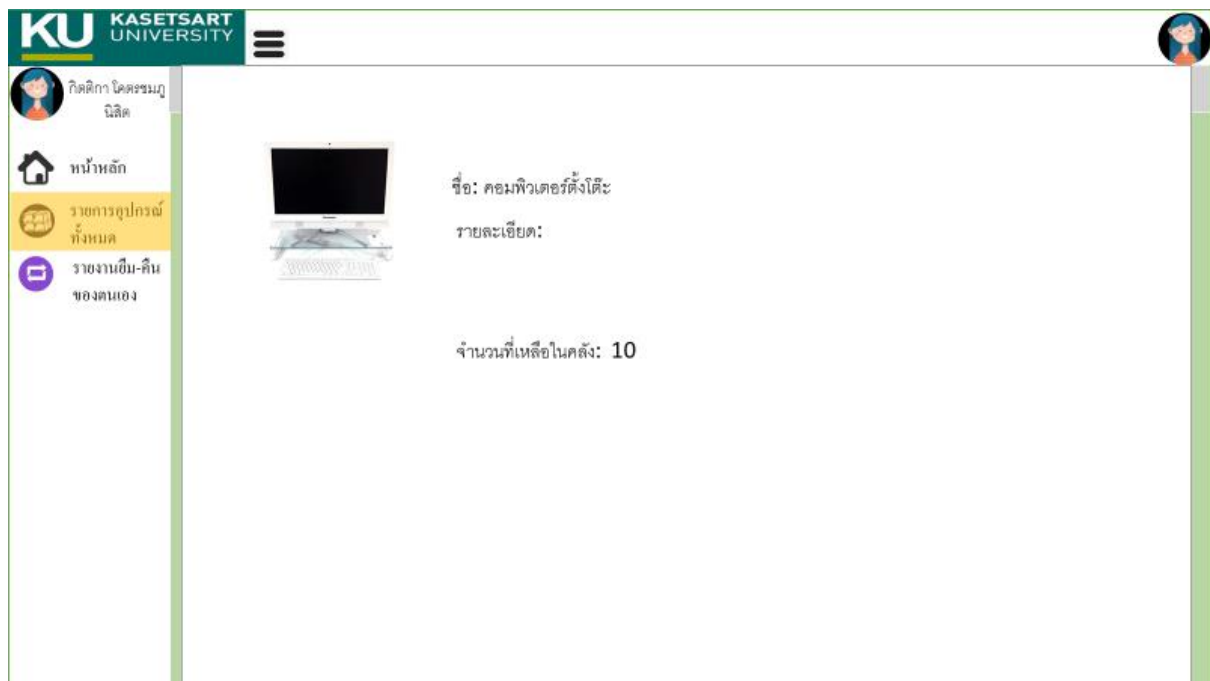 KU KASETSART
UNIVERSITY
กิตติกา โคตรชมภู
นิสิต
หน้าหลัก
รายการอุปกรณ์
ทั้งหมด
รายงานยืม-คืน
ของตนเอง
ชื่อ: คอมพิวเตอร์ตั้งโต๊ะ
รายละเอียด:
จำนวนที่เหลือในคลัง: 10